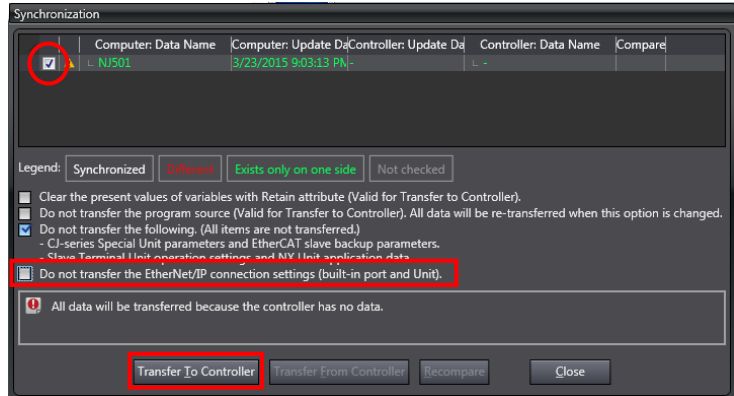 Synchronization
Computer: Data Name Computer: Update Da Controller: Update Da Controller: Data Name Compare
NJ501 3/23/2015 9:03:13 PM - -
Legend: Synchronized Different Exists only on one side Not checked
Clear the present values of variables with Retain attribute (Valid for Transfer to Controller).
Do not transfer the program source (Valid for Transfer to Controller). All data will be re-transferred when this option is changed.
Do not transfer the following. (All items are not transferred.)
- CJ-series Special Unit parameters and EtherCAT slave backup parameters.
- Slave Terminal Unit operation settings and NX Unit application data.
Do not transfer the EtherNet/IP connection settings (built-in port and Unit).
All data will be transferred because the controller has no data.
Transfer To Controller Transfer From Controller Recompare Close